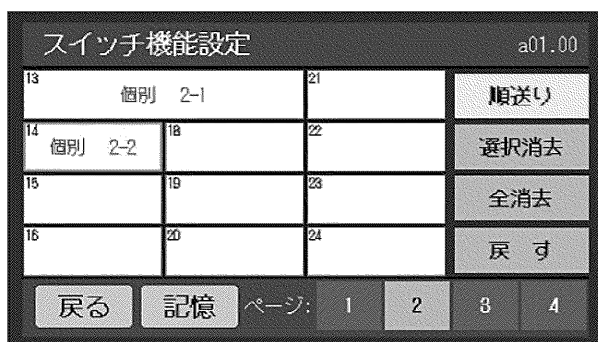 スイッチ機能設定 a01.00
13 個別 2-1 21 順送り
14 個別 2-2 18 22 選択消去
15 19 23 全消去
16 20 24 戻 す
戻る 記憶 ページ: 1 2 3 4